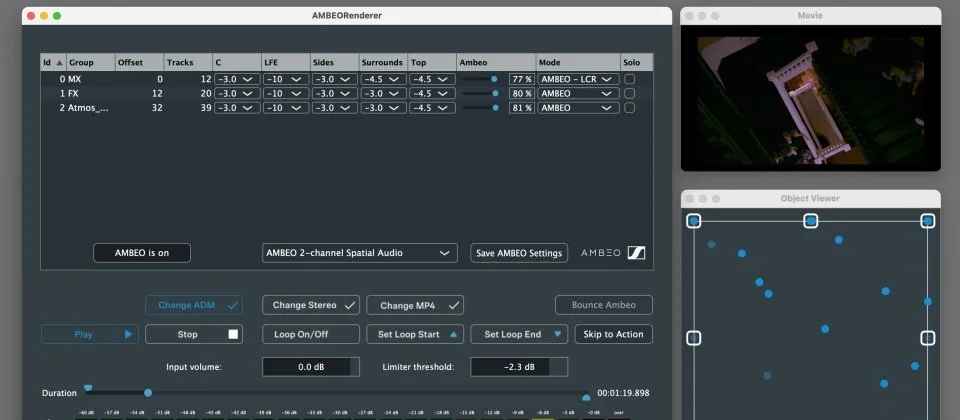 AMBEORenderer
Movie
Id Group Offset Tracks C LFE Sides Surrounds Top Ambeo Mode Solo
0 MX 0 12 -3.0 -10 -3.0 -4.5 -4.5 77 % AMBEO - LCR
1 FX 12 20 -3.0 -10 -3.0 -3.0 -4.5 80 % AMBEO
2 Atmos_... 32 39 -3.0 -10 -3.0 -3.0 -4.5 81 % AMBEO
Object Viewer
AMBEO is on AMBEO 2-channel Spatial Audio Save AMBEO Settings AMBEO
Change ADM Change Stereo Change MP4 Bounce Ambeo
Play Stop Loop On/Off Set Loop Start Set Loop End Skip to Action
Input volume: 0.0 dB Limiter threshold: -2.3 dB
Duration 00:01:19.898
-60 dB -57 dB -54 dB -51 dB -48 dB -45 dB -42 dB -39 dB -36 dB -33 dB -30 dB -27 dB -24 dB -21 dB -18 dB -15 dB -12 dB -9 dB -6 dB -3 dB over